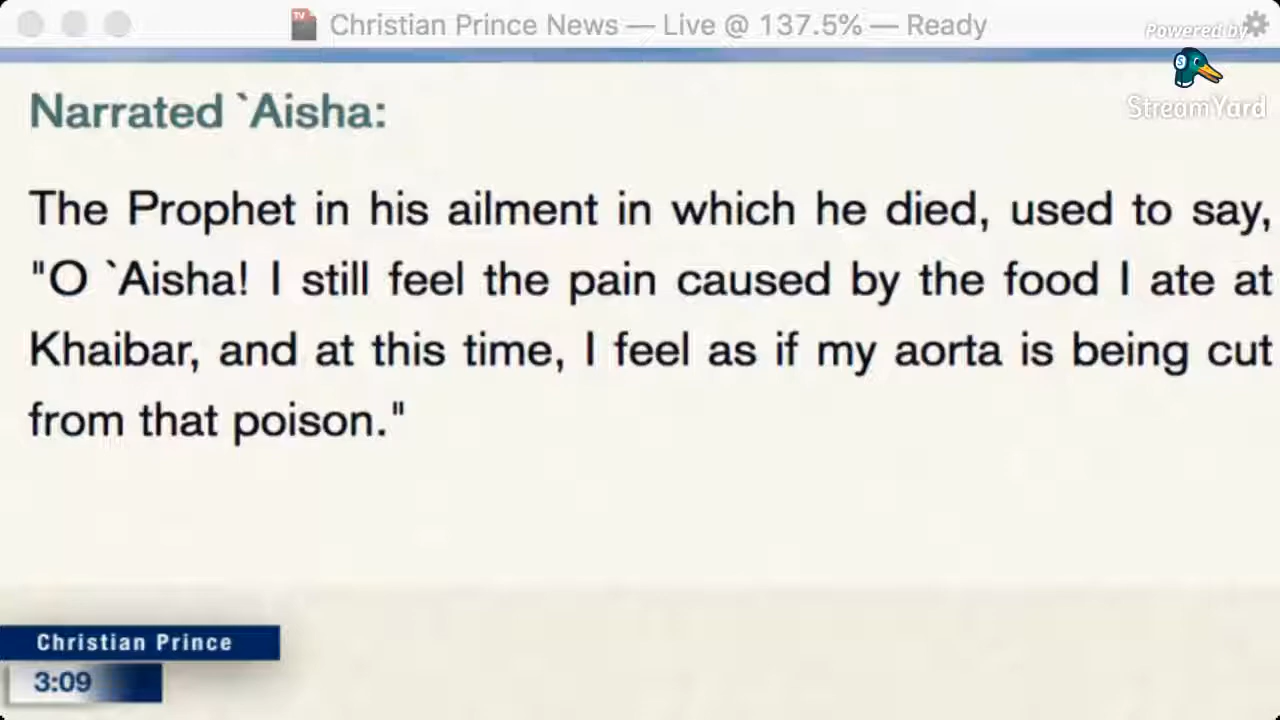 TV Christian Prince News — Live @ 137.5% — Ready
Powered by
S
StreamYard
Narrated `Aisha:
The Prophet in his ailment in which he died, used to say,
"O `Aisha! I still feel the pain caused by the food I ate at
Khaibar, and at this time, I feel as if my aorta is being cut
from that poison."
Christian Prince
3:09